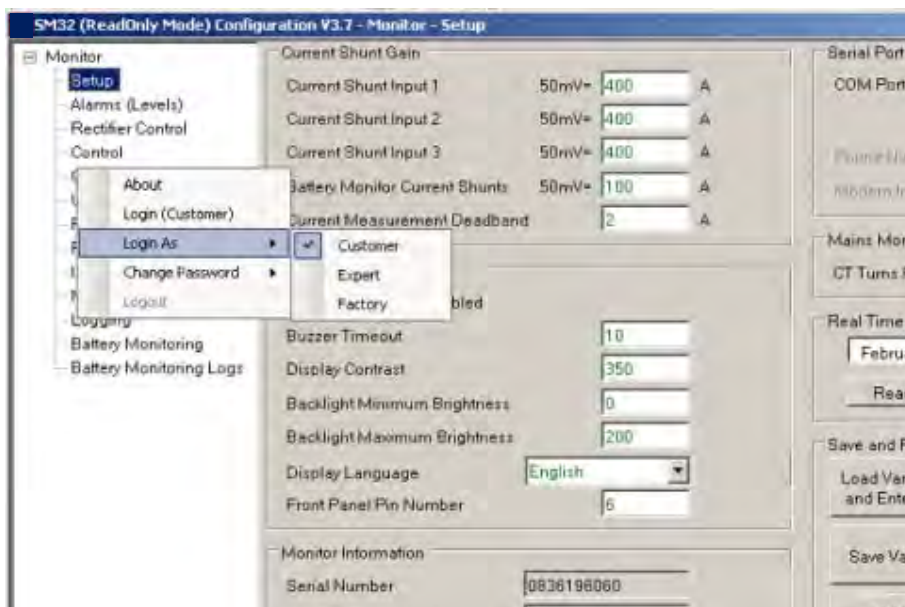 SM32 (ReadOnly Mode) Configuration V3.7 - Monitor - Setup
Monitor
Setup
Alarms (Levels)
Rectifier Control
Control
About
Login (Customer)
Login As
Change Password
Logout
Customer
Expert
Factory
Logging
Battery Monitoring
Battery Monitoring Logs
Current Shunt Gain
Current Shunt Input 1 50mV= 400 A
Current Shunt Input 2 50mV= 400 A
Current Shunt Input 3 50mV= 400 A
Battery Monitor Current Shunts 50mV= 100 A
Current Measurement Deadband 2 A
bled
Buzzer Timeout 10
Display Contrast 350
Backlight Minimum Brightness 0
Backlight Maximum Brightness 200
Display Language English
Front Panel Pin Number 6
Monitor Information
Serial Number 0836196060
Serial Port
COM Port
Phone Nu
Modem In
Mains Mon
CT Turns
Real Time
Februa
Rea
Save and
Load Var
and Ente
Save Va